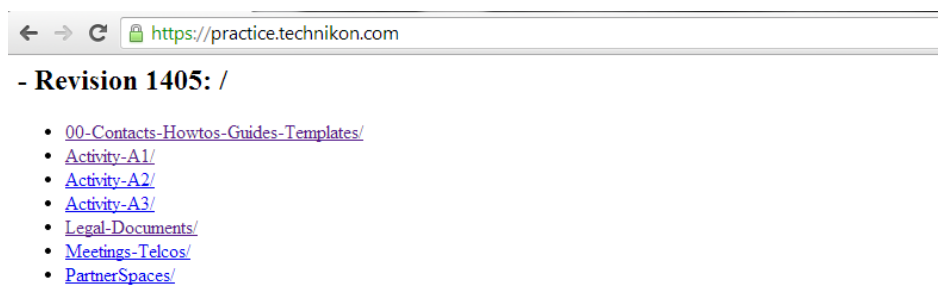 https://practice.technikon.com
- Revision 1405: /
00-Contacts-Howtos-Guides-Templates/
Activity-A1/
Activity-A2/
Activity-A3/
Legal-Documents/
Meetings-Telcos/
PartnerSpaces/